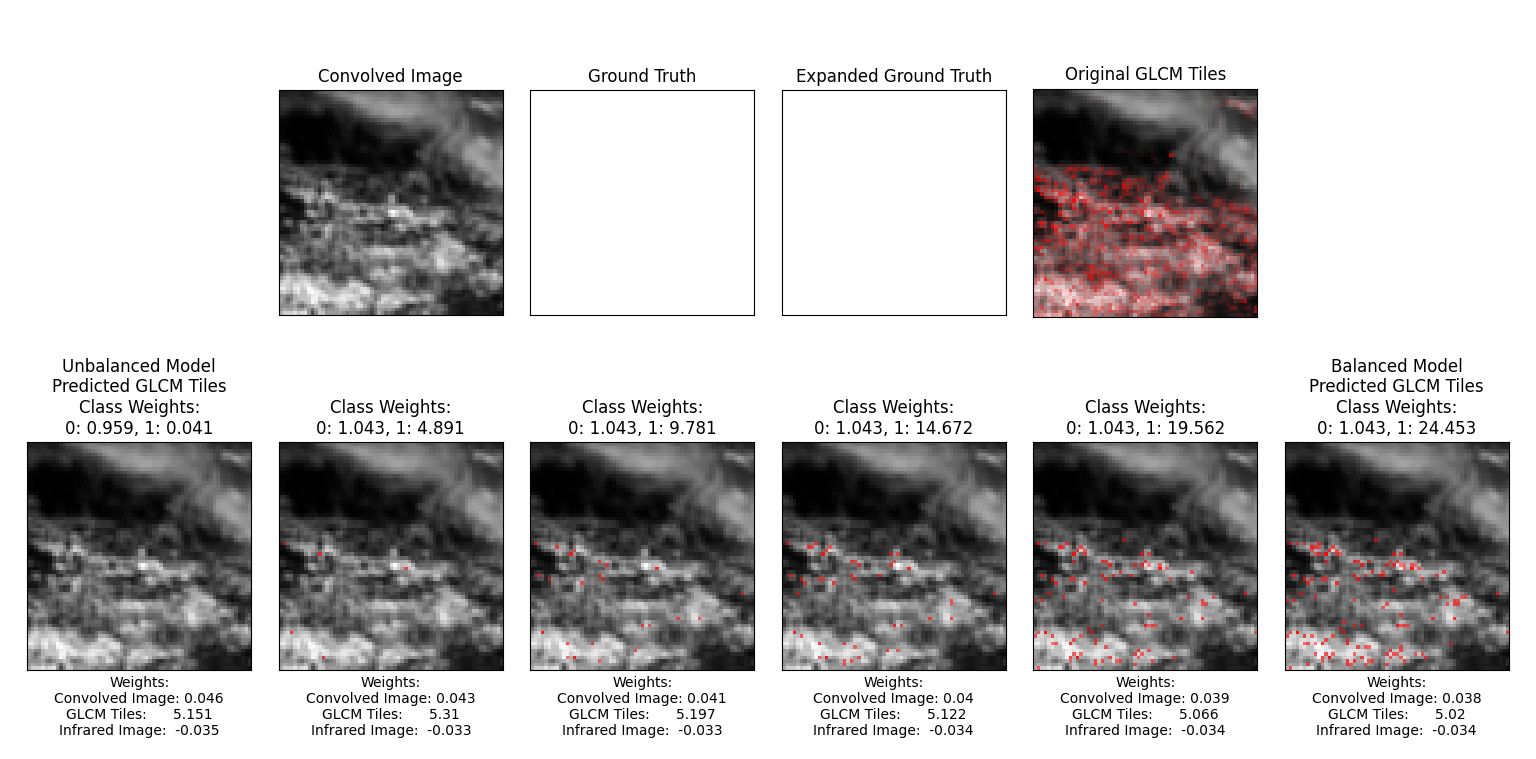 Convolved Image
Ground Truth
Expanded Ground Truth
Original GLCM Tiles
Unbalanced Model
Predicted GLCM Tiles
Class Weights:
0: 0.959, 1: 0.041
Class Weights:
0: 1.043, 1: 4.891
Class Weights:
0: 1.043, 1: 9.781
Class Weights:
0: 1.043, 1: 14.672
Class Weights:
0: 1.043, 1: 19.562
Balanced Model
Predicted GLCM Tiles
Class Weights:
0: 1.043, 1: 24.453
Weights:
Convolved Image: 0.046
GLCM Tiles: 5.151
Infrared Image: -0.035
Weights:
Convolved Image: 0.043
GLCM Tiles: 5.31
Infrared Image: -0.033
Weights:
Convolved Image: 0.041
GLCM Tiles: 5.197
Infrared Image: -0.033
Weights:
Convolved Image: 0.04
GLCM Tiles: 5.122
Infrared Image: -0.034
Weights:
Convolved Image: 0.039
GLCM Tiles: 5.066
Infrared Image: -0.034
Weights:
Convolved Image: 0.038
GLCM Tiles: 5.02
Infrared Image: -0.034